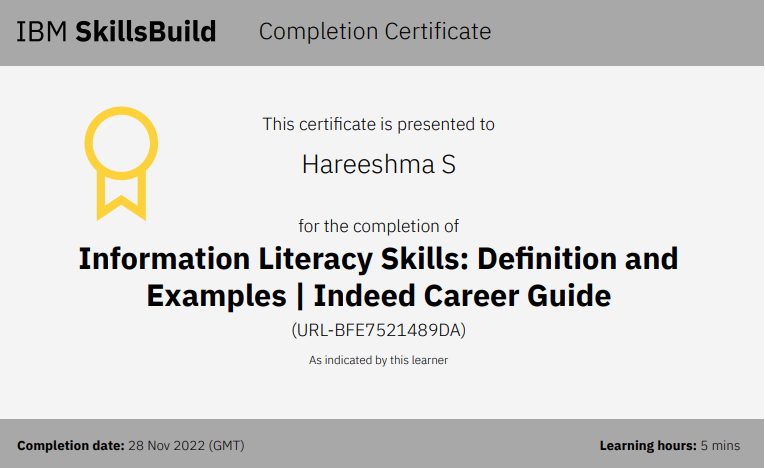 IBM SkillsBuild Completion Certificate
This certificate is presented to
Hareeshma S
for the completion of
Information Literacy Skills: Definition and
Examples | Indeed Career Guide
(URL-BFE7521489DA)
As indicated by this learner
Completion date: 28 Nov 2022 (GMT) Learning hours: 5 mins